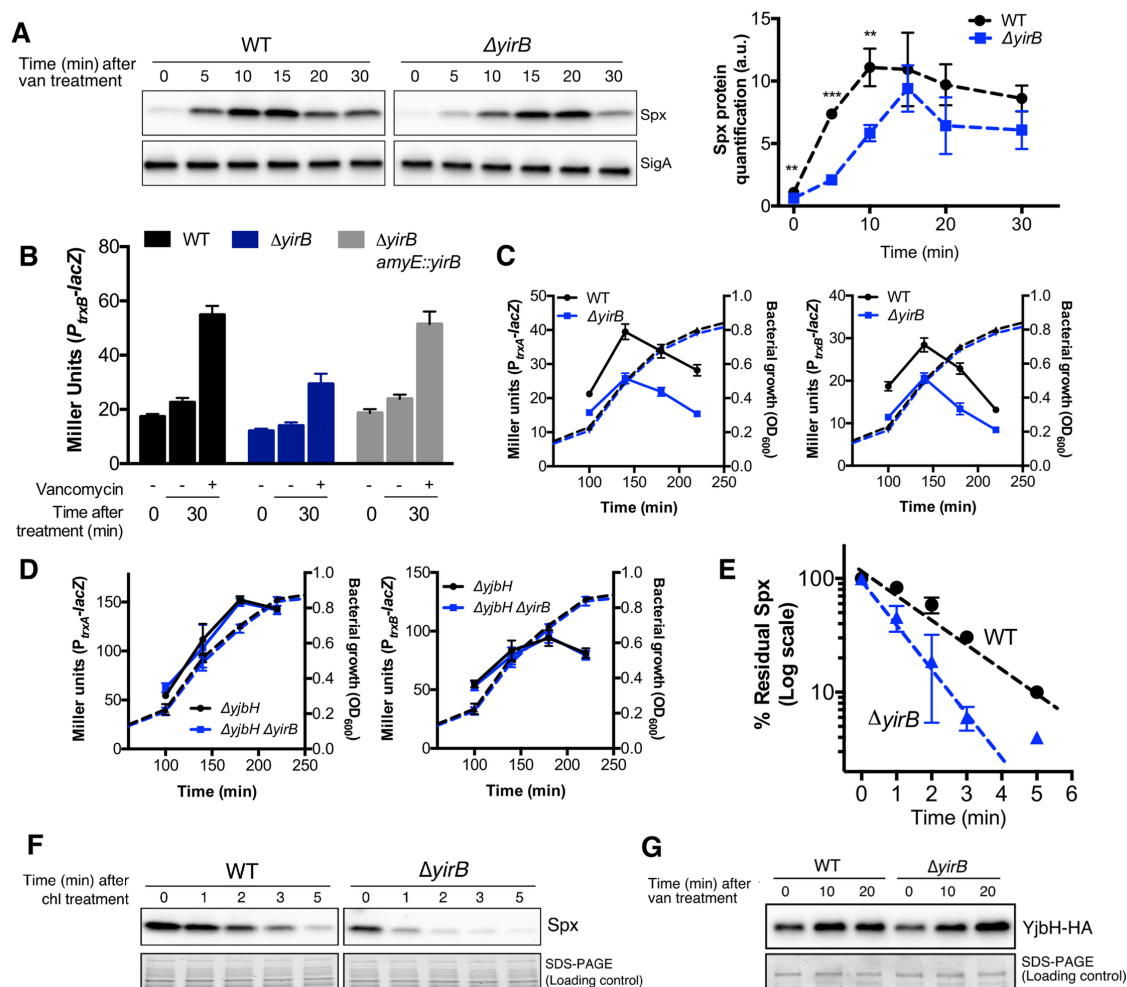 A
WT
ΔyirB
Time (min) after
van treatment
0 5 10 15 20 30
0 5 10 15 20 30
Spx
SigA
Spx protein
quantification (a.u.)
15
10
5
0
**
***
**
WT
ΔyirB
0 10 20 30
Time (min)
B
WT
ΔyirB
ΔyirB
amyE::yirB
Miller Units (PtrxB-lacZ)
80
60
40
20
0
Vancomycin - - + - - + - - +
Time after
treatment (min)
0 30 0 30 0 30
C
WT
ΔyirB
Miller units (PtrxA-lacZ)
50
40
30
20
10
0
1.0
0.8
0.6
0.4
0.2
0.0
Bacterial growth (OD600)
50 100 150 200 250
Time (min)
WT
ΔyirB
Miller units (PtrxB-lacZ)
40
30
20
10
0
1.0
0.8
0.6
0.4
0.2
0.0
Bacterial growth (OD600)
50 100 150 200 250
Time (min)
D
Miller units (PtrxA-lacZ)
150
100
50
0
ΔyjbH
ΔyjbH ΔyirB
1.0
0.8
0.6
0.4
0.2
0.0
Bacterial growth (OD600)
100 150 200 250
Time (min)
Miller units (PtrxB-lacZ)
150
100
50
0
ΔyjbH
ΔyjbH ΔyirB
1.0
0.8
0.6
0.4
0.2
0.0
Bacterial growth (OD600)
100 150 200 250
Time (min)
E
% Residual Spx
(Log scale)
100
10
WT
ΔyirB
0 1 2 3 4 5 6
Time (min)
F
WT
ΔyirB
Time (min) after
chl treatment
0 1 2 3 5
0 1 2 3 5
Spx
SDS-PAGE
(Loading control)
G
WT
ΔyirB
Time (min) after
van treatment
0 10 20 0 10 20
YjbH-HA
SDS-PAGE
(Loading control)